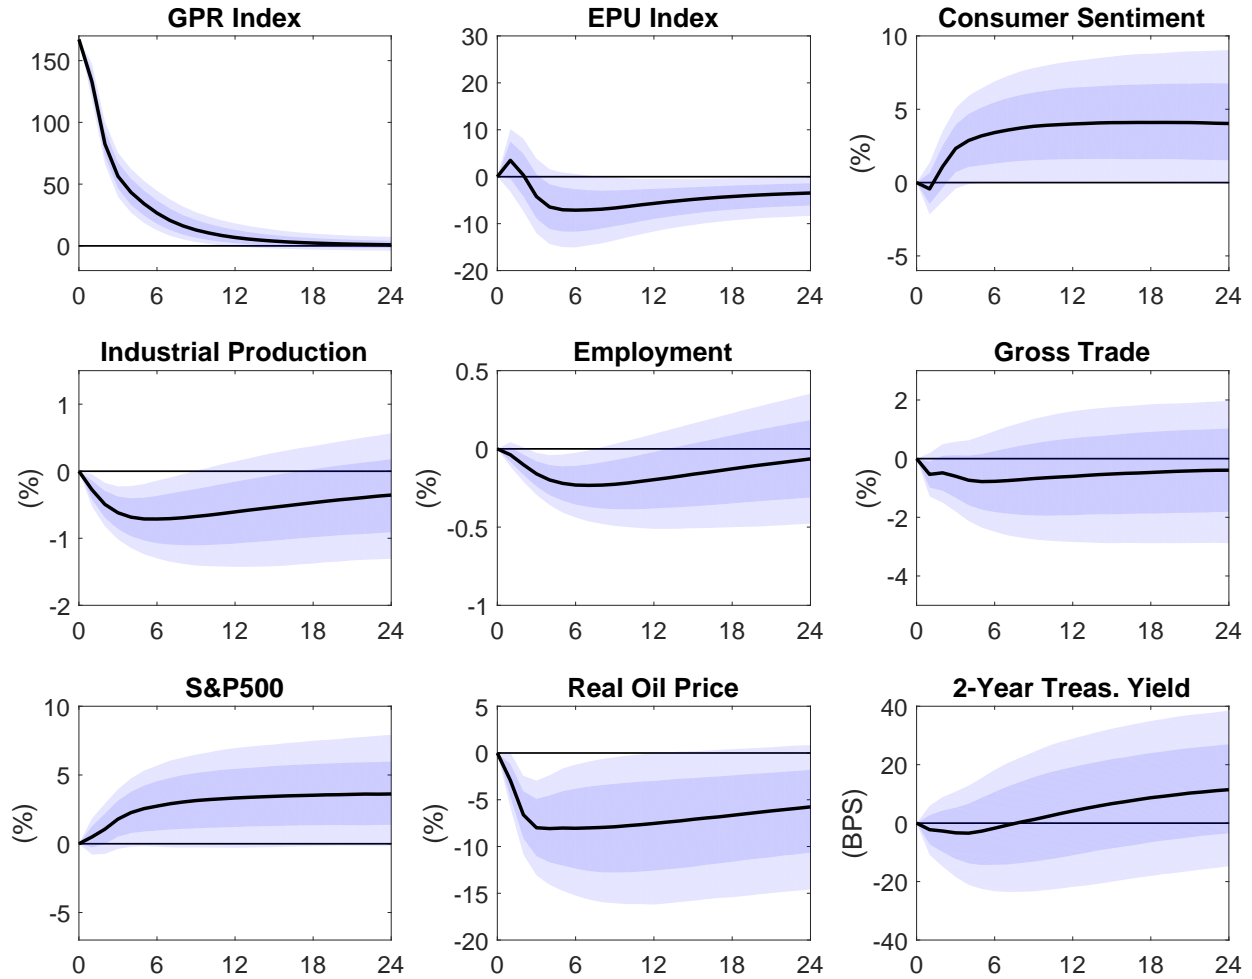 GPR Index
150
100
50
0
0 6 12 18 24
EPU Index
30
20
10
0
-10
-20
0 6 12 18 24
Consumer Sentiment
(%)
10
5
0
-5
0 6 12 18 24
Industrial Production
(%)
1
0
-1
-2
0 6 12 18 24
Employment
(%)
0.5
0
-0.5
-1
0 6 12 18 24
Gross Trade
(%)
2
0
-2
-4
0 6 12 18 24
S&P500
(%)
10
5
0
-5
0 6 12 18 24
Real Oil Price
(%)
5
0
-5
-10
-15
-20
0 6 12 18 24
2-Year Treas. Yield
(BPS)
40
20
0
-20
-40
0 6 12 18 24